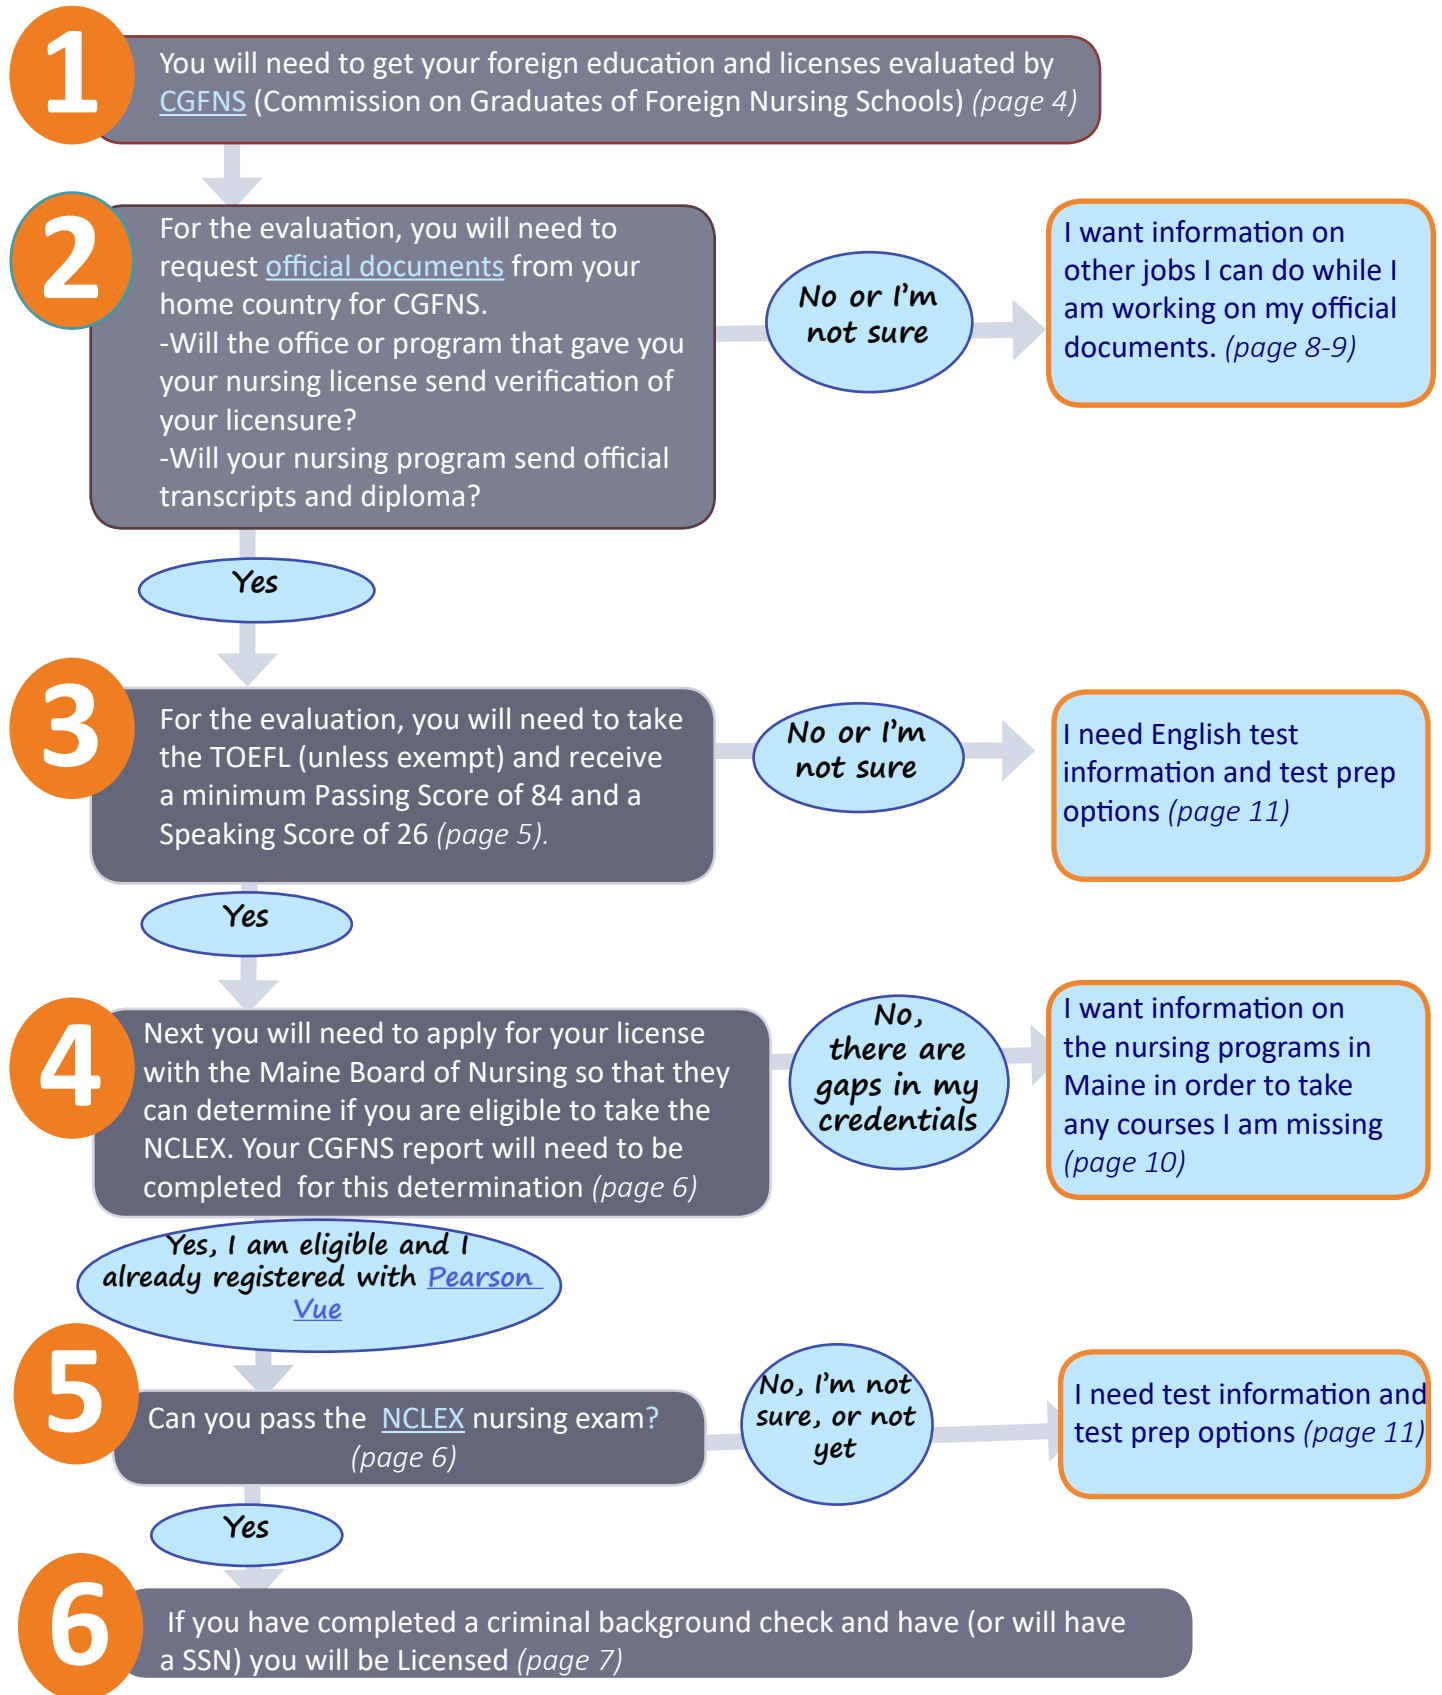 1
You will need to get your foreign education and licenses evaluated by
CGFNS (Commission on Graduates of Foreign Nursing Schools) (page 4)
2
For the evaluation, you will need to
request official documents from your
home country for CGFNS.
-Will the office or program that gave you
your nursing license send verification of
your licensure?
-Will your nursing program send official
transcripts and diploma?
No or I'm
not sure
I want information on
other jobs I can do while I
am working on my official
documents. (page 8-9)
Yes
3
For the evaluation, you will need to take
the TOEFL (unless exempt) and receive
a minimum Passing Score of 84 and a
Speaking Score of 26 (page 5).
No or I'm
not sure
I need English test
information and test prep
options (page 11)
Yes
4
Next you will need to apply for your license
with the Maine Board of Nursing so that they
can determine if you are eligible to take the
NCLEX. Your CGFNS report will need to be
completed  for this determination (page 6)
No,
there are
gaps in my
credentials
I want information on
the nursing programs in
Maine in order to take
any courses I am missing
(page 10)
Yes, I am eligible and I
already registered with Pearson
Vue
5
Can you pass the  NCLEX nursing exam?
(page 6)
No, I'm not
sure, or not
yet
I need test information and
test prep options (page 11)
Yes
6
If you have completed a criminal background check and have (or will have
a SSN) you will be Licensed (page 7)